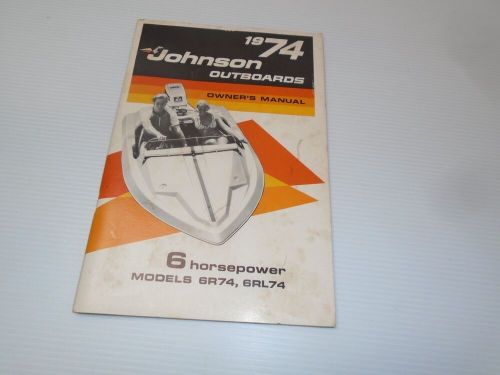 1974
Johnson
OUTBOARDS
OWNER'S MANUAL
6 horsepower
MODELS 6R74, 6RL74